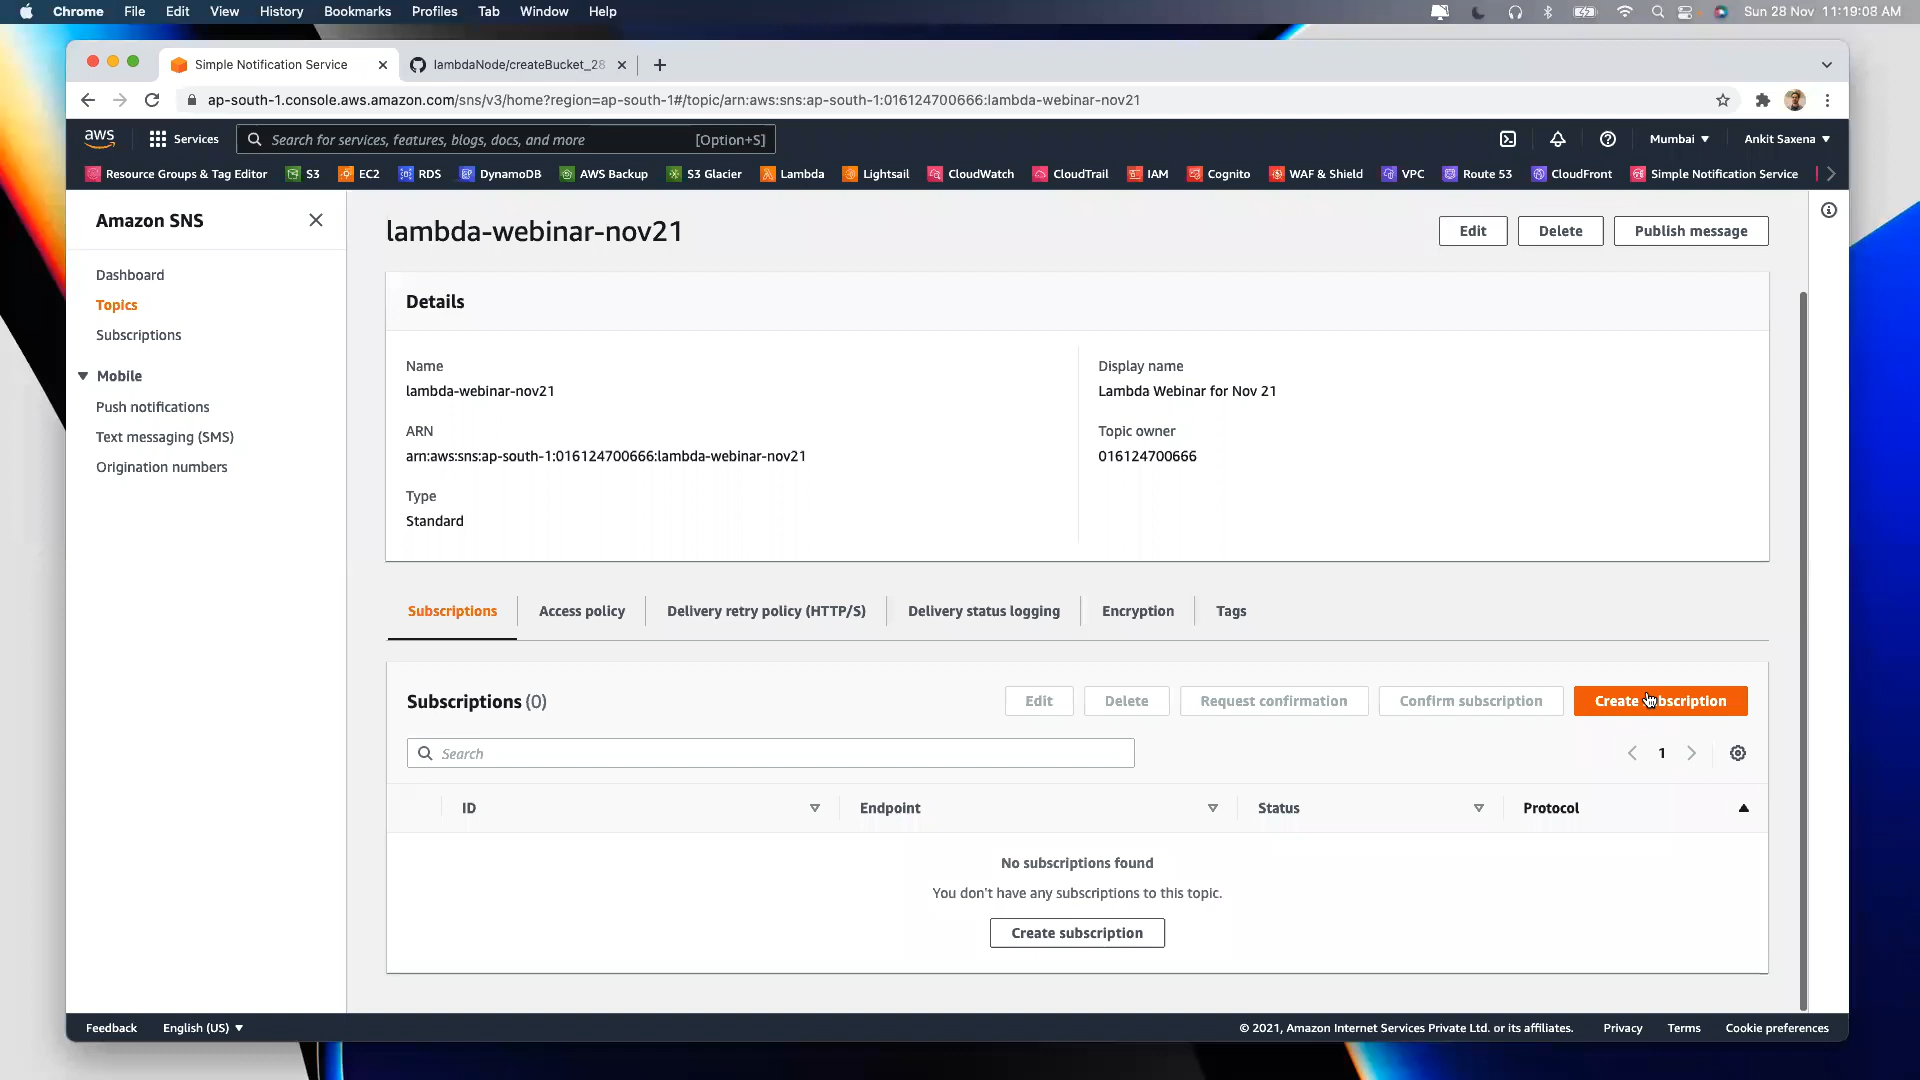 Chrome File Edit View History Bookmarks Profiles Tab Window Help Sun 28 Nov 11:19:08 AM
Simple Notification Service lambdaNode/createBucket_28
ap-south-1.console.aws.amazon.com/sns/v3/home?region=ap-south-1#/topic/arn:aws:sns:ap-south-1:016124700666:lambda-webinar-nov21
aws Services Search for services, features, blogs, docs, and more [Option+S] Mumbai Ankit Saxena
Resource Groups & Tag Editor S3 EC2 RDS DynamoDB AWS Backup S3 Glacier Lambda Lightsail CloudWatch CloudTrail IAM Cognito WAF & Shield VPC Route 53 CloudFront Simple Notification Service
Amazon SNS
Dashboard
Topics
Subscriptions
Mobile
Push notifications
Text messaging (SMS)
Origination numbers
lambda-webinar-nov21
Edit Delete Publish message
Details
Name
lambda-webinar-nov21
ARN
arn:aws:sns:ap-south-1:016124700666:lambda-webinar-nov21
Type
Standard
Display name
Lambda Webinar for Nov 21
Topic owner
016124700666
Subscriptions Access policy Delivery retry policy (HTTP/S) Delivery status logging Encryption Tags
Subscriptions (0)
Edit Delete Request confirmation Confirm subscription Create subscription
Search
1
ID Endpoint Status Protocol
No subscriptions found
You don't have any subscriptions to this topic.
Create subscription
Feedback English (US) © 2021, Amazon Internet Services Private Ltd. or its affiliates. Privacy Terms Cookie preferences